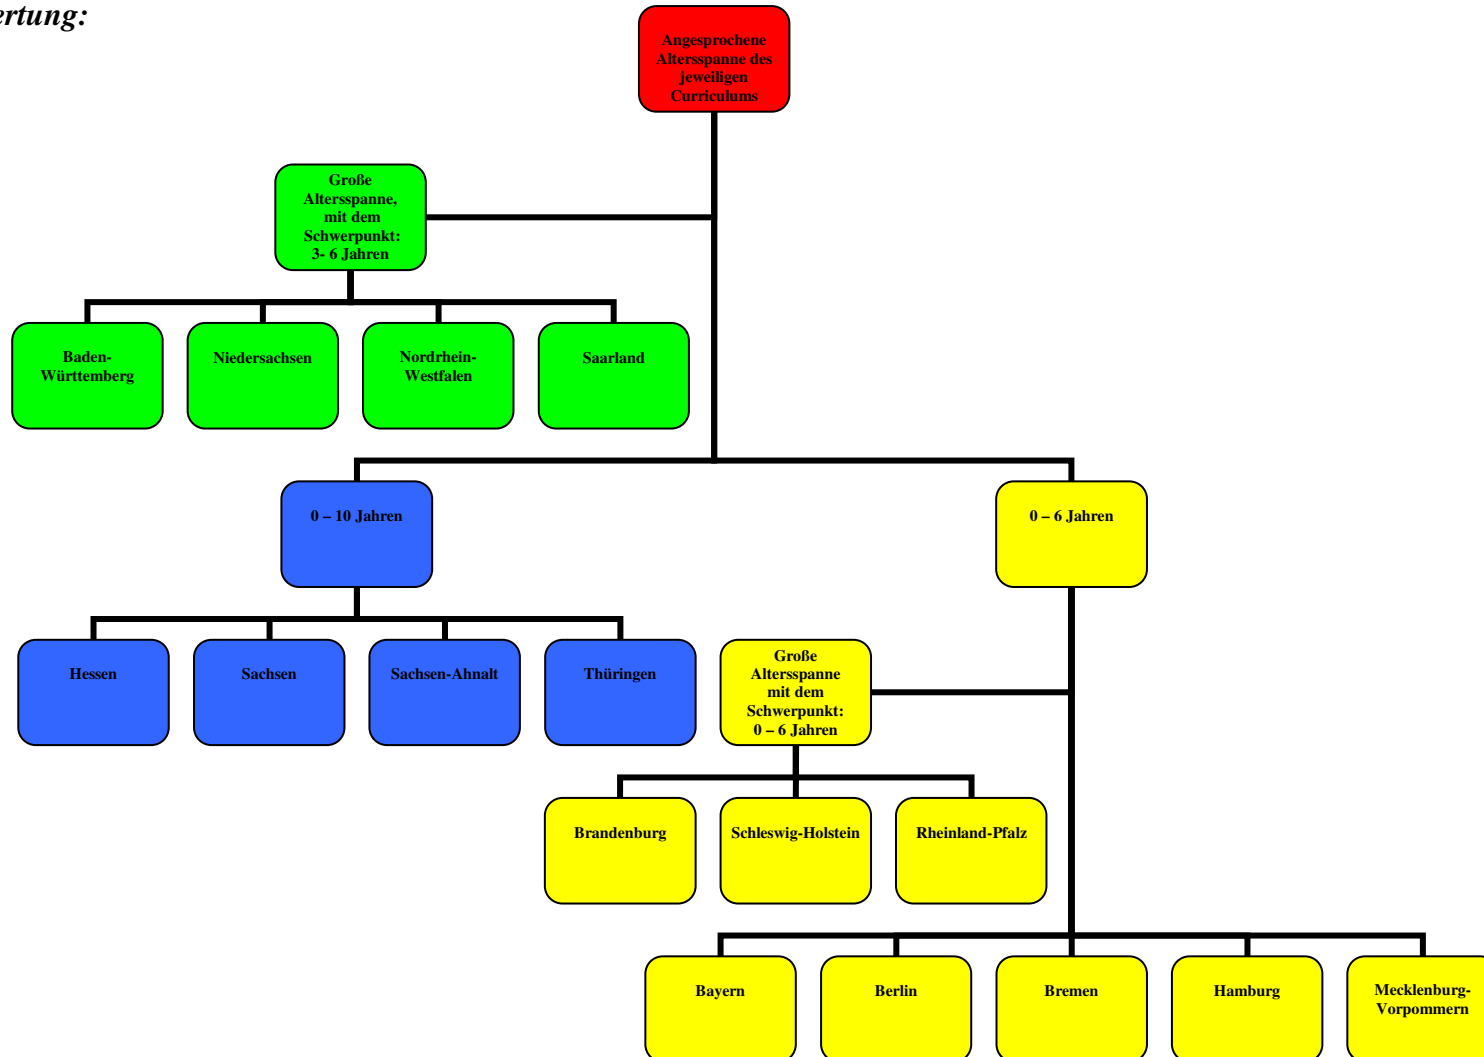 ertung:
Angesprochene
Altersspanne des
jeweiligen
Curriculums
Große
Altersspanne,
mit dem
Schwerpunkt:
3- 6 Jahren
Baden-
Württemberg
Niedersachsen
Nordrhein-
Westfalen
Saarland
0 – 10 Jahren
0 – 6 Jahren
Hessen
Sachsen
Sachsen-Ahnalt
Thüringen
Große
Altersspanne
mit dem
Schwerpunkt:
0 – 6 Jahren
Brandenburg
Schleswig-Holstein
Rheinland-Pfalz
Bayern
Berlin
Bremen
Hamburg
Mecklenburg-
Vorpommern